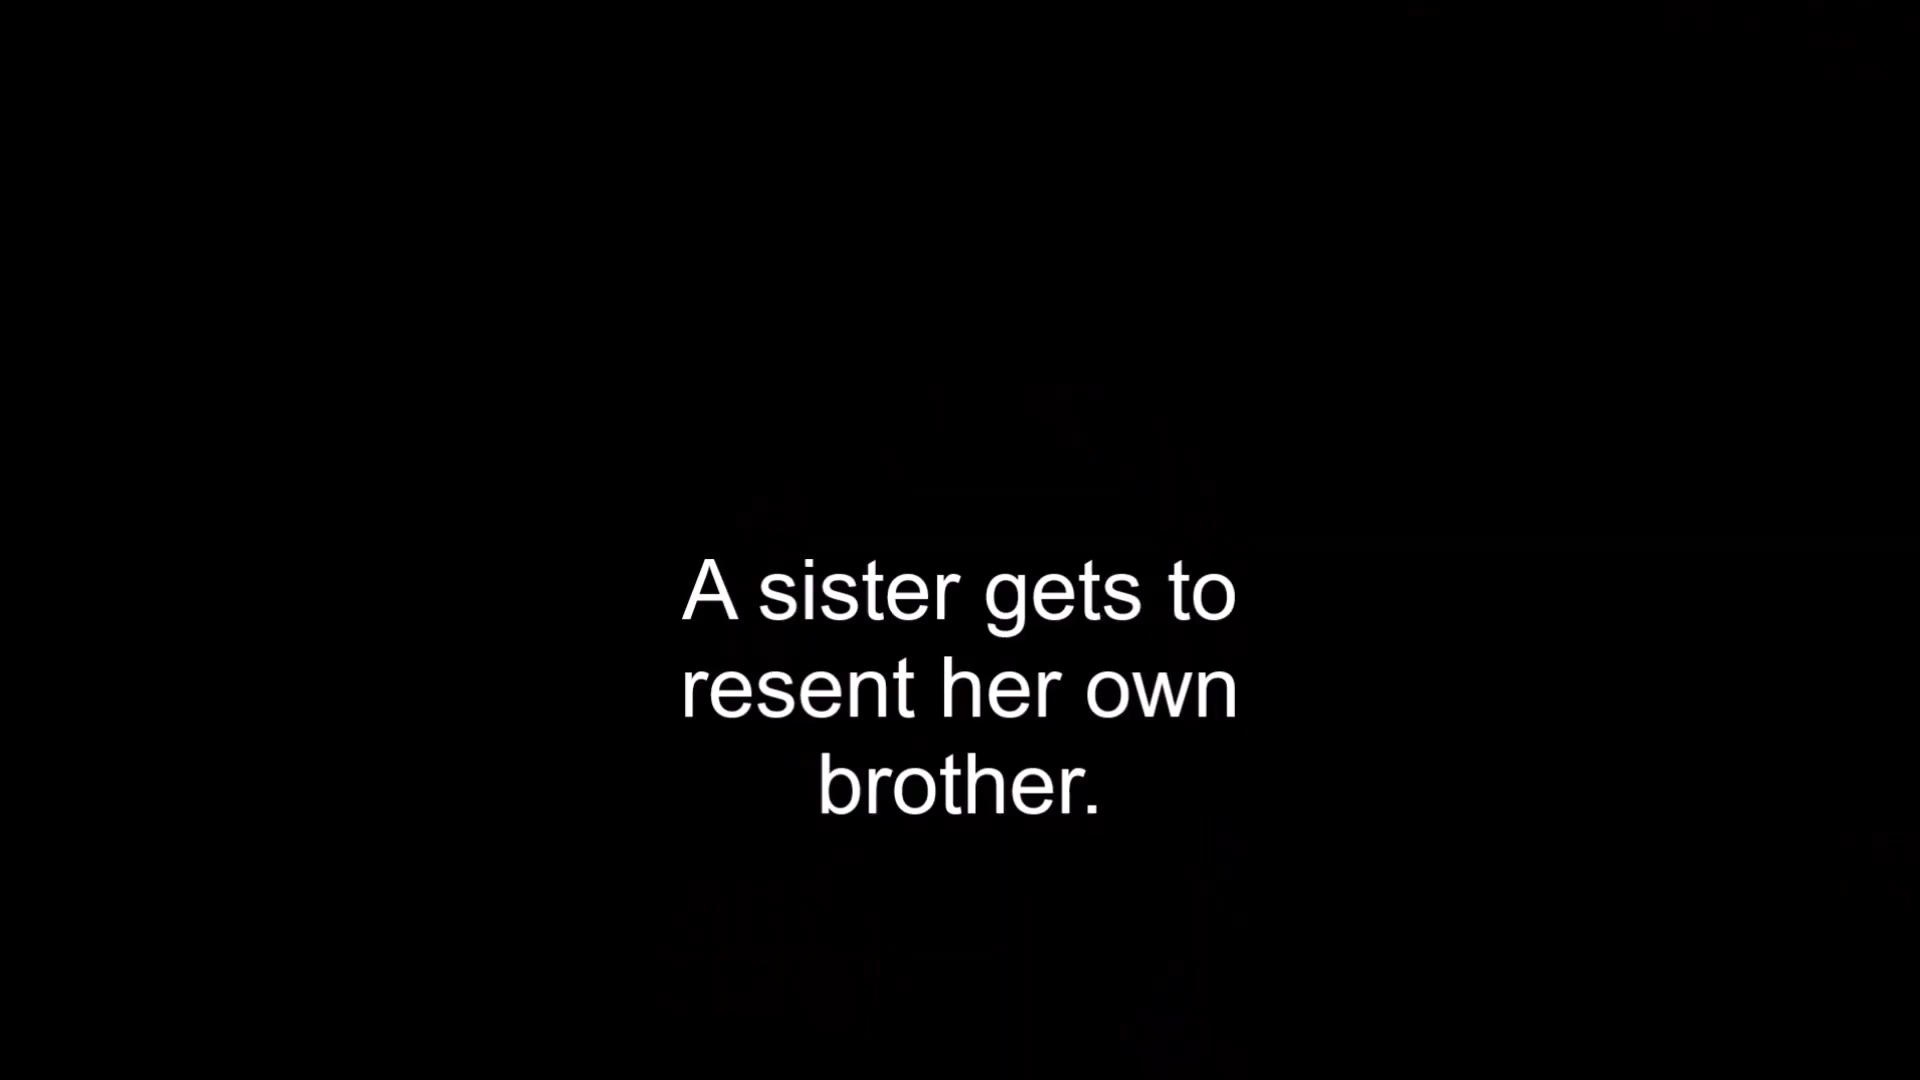 A sister gets to
resent her own
brother.